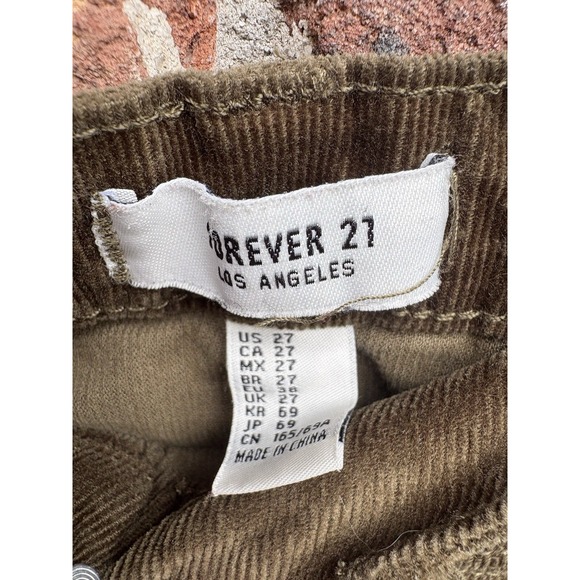 FOREVER 21
LOS ANGELES
US 27
CA 27
MX 27
BR 27
EU 38
UK 27
KR 69
JP 69
CN 165/69A
MADE IN CHINA